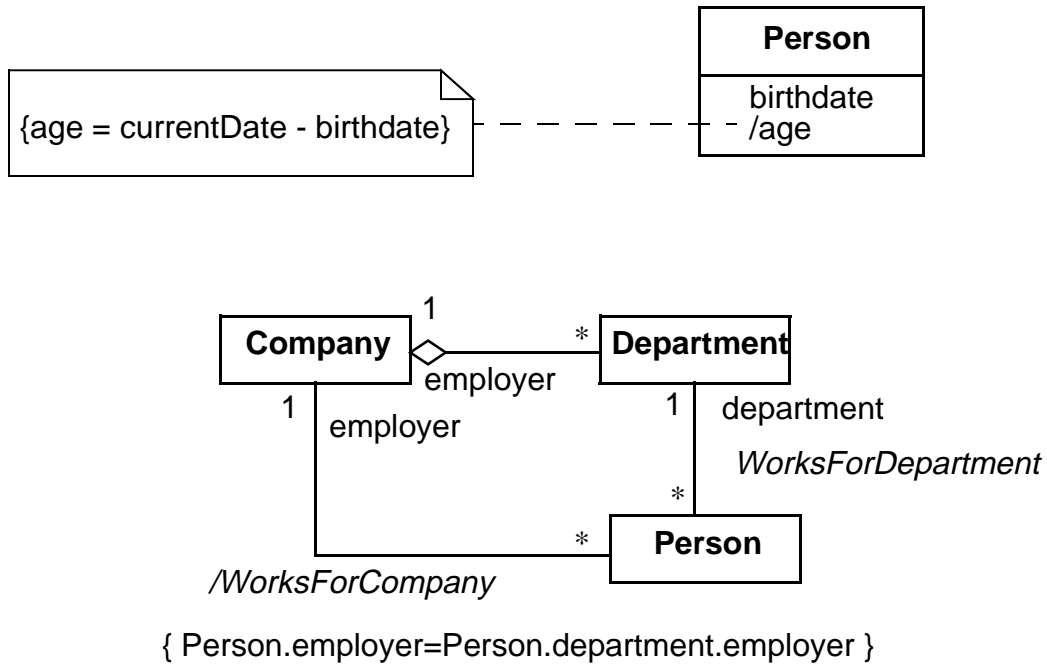 Person
birthdate
/age
{age = currentDate - birthdate}
1
*
Company
Department
employer
1
employer
1
department
WorksForDepartment
*
*
Person
/WorksForCompany
{ Person.employer=Person.department.employer }